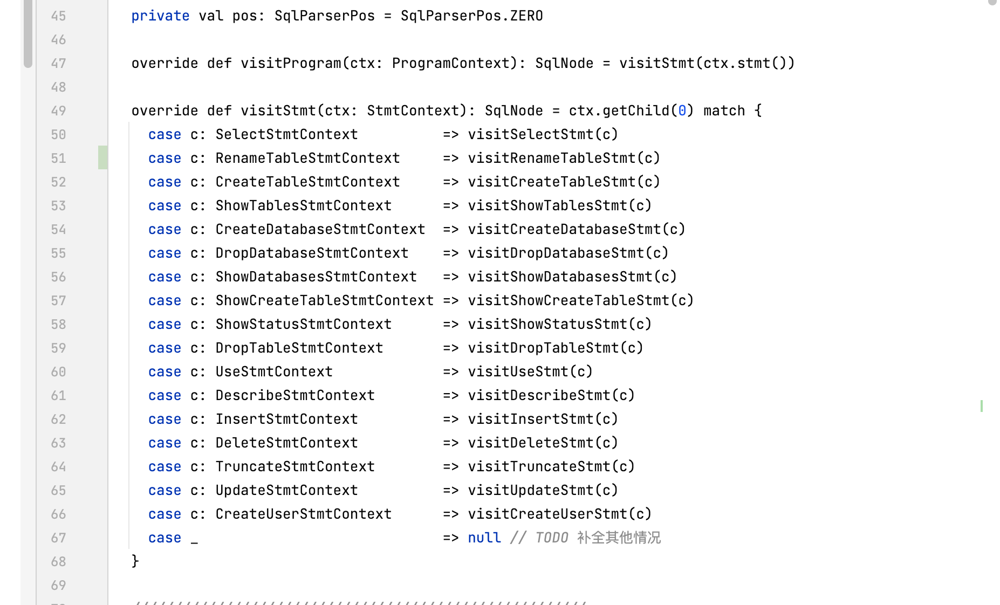 45 private val pos: SqlParserPos = SqlParserPos.ZERO
46
47 override def visitProgram(ctx: ProgramContext): SqlNode = visitStmt(ctx.stmt())
48
49 override def visitStmt(ctx: StmtContext): SqlNode = ctx.getChild(0) match {
50   case c: SelectStmtContext          => visitSelectStmt(c)
51   case c: RenameTableStmtContext     => visitRenameTableStmt(c)
52   case c: CreateTableStmtContext     => visitCreateTableStmt(c)
53   case c: ShowTablesStmtContext      => visitShowTablesStmt(c)
54   case c: CreateDatabaseStmtContext  => visitCreateDatabaseStmt(c)
55   case c: DropDatabaseStmtContext    => visitDropDatabaseStmt(c)
56   case c: ShowDatabasesStmtContext   => visitShowDatabasesStmt(c)
57   case c: ShowCreateTableStmtContext => visitShowCreateTableStmt(c)
58   case c: ShowStatusStmtContext      => visitShowStatusStmt(c)
59   case c: DropTableStmtContext       => visitDropTableStmt(c)
60   case c: UseStmtContext             => visitUseStmt(c)
61   case c: DescribeStmtContext        => visitDescribeStmt(c)
62   case c: InsertStmtContext          => visitInsertStmt(c)
63   case c: DeleteStmtContext          => visitDeleteStmt(c)
64   case c: TruncateStmtContext        => visitTruncateStmt(c)
65   case c: UpdateStmtContext          => visitUpdateStmt(c)
66   case c: CreateUserStmtContext      => visitCreateUserStmt(c)
67   case _                             => null // TODO 补全其他情况
68 }
69